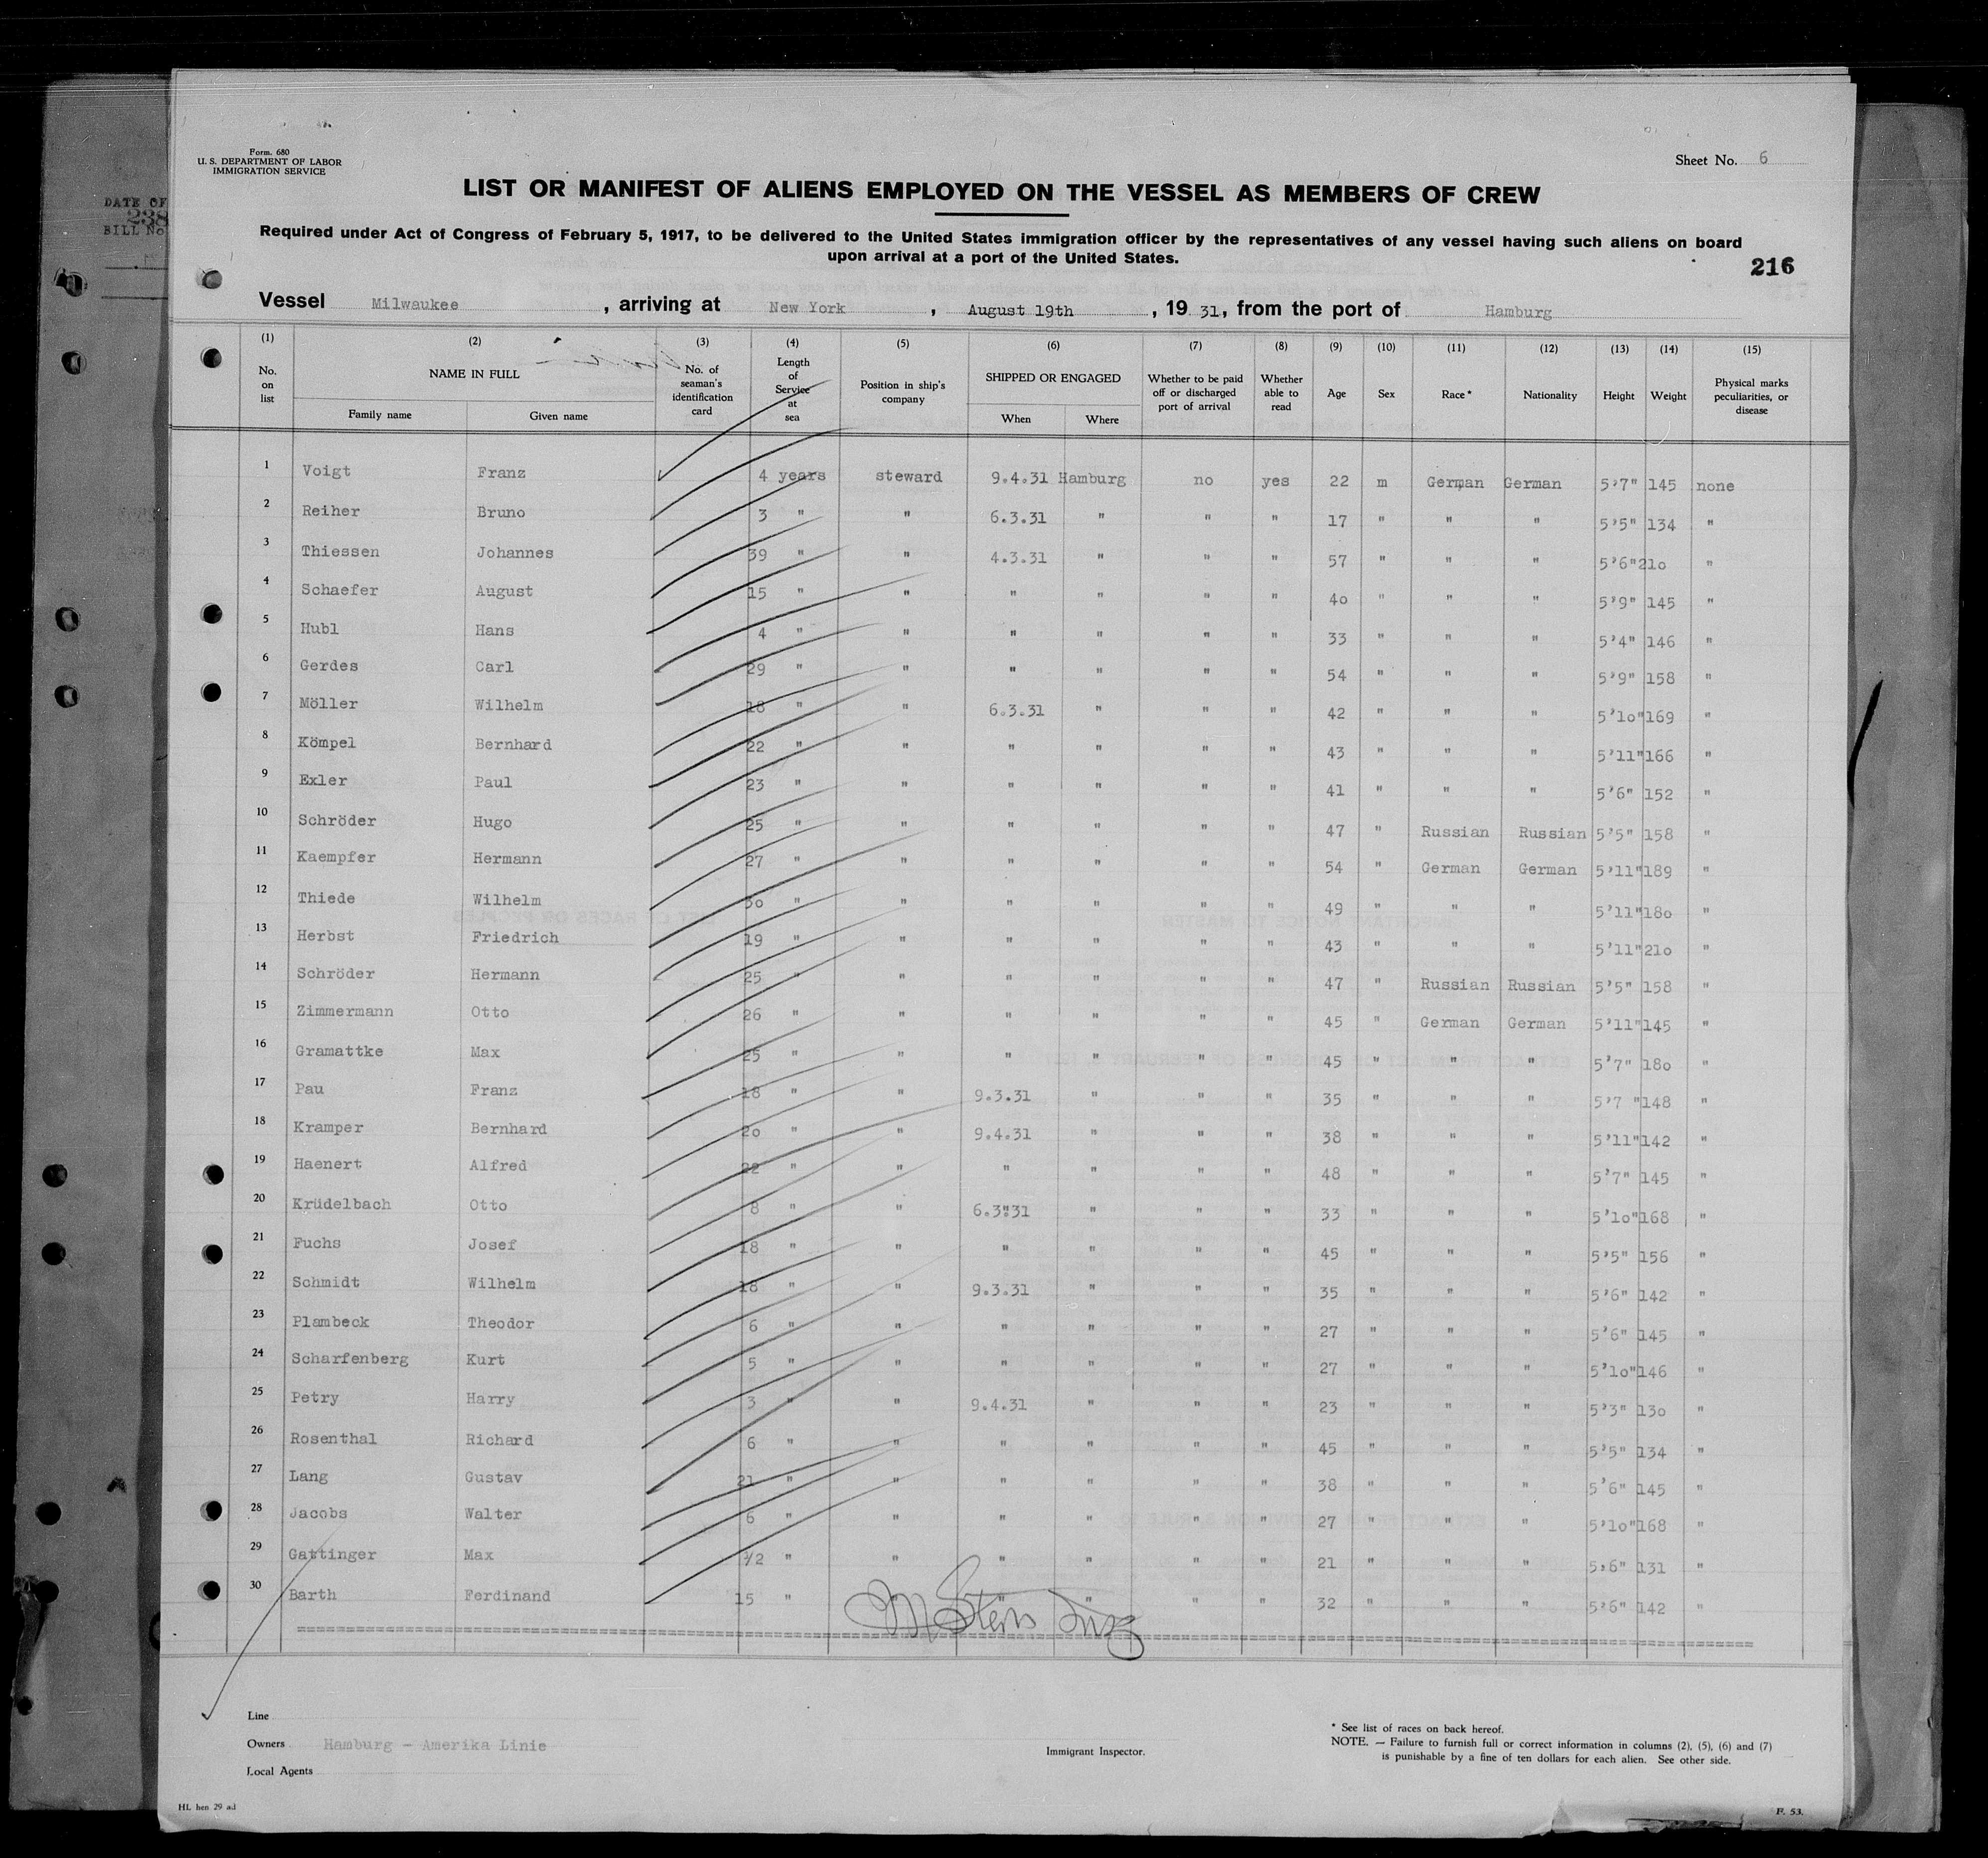 Form. 680
U. S. DEPARTMENT OF LABOR
IMMIGRATION SERVICE
Sheet No. 6
LIST OR MANIFEST OF ALIENS EMPLOYED ON THE VESSEL AS MEMBERS OF CREW
Required under Act of Congress of February 5, 1917, to be delivered to the United States immigration officer by the representatives of any vessel having such aliens on board
upon arrival at a port of the United States.
216
DATE OF
238
BILL No
Vessel Milwaukee , arriving at New York , August 19th , 19 31, from the port of Hamburg
(1) (2) (3) (4) (5) (6) (7) (8) (9) (10) (11) (12) (13) (14) (15)
No. on list NAME IN FULL Family name Given name No. of seaman's identification card Length of Service at sea Position in ship's company SHIPPED OR ENGAGED When Where Whether to be paid off or discharged port of arrival Whether able to read Age Sex Race* Nationality Height Weight Physical marks peculiarities, or disease
1 Voigt Franz 4 years steward 9.4.31 Hamburg no yes 22 m German German 5'7" 145 none
2 Reiher Bruno 3 " " 6.3.31 " " " 17 " " " 5'5" 134 "
3 Thiessen Johannes 39 " " 4.3.31 " " " 57 " " " 5'6" 21o "
4 Schaefer August 15 " " " " " " 4o " " " 5'9" 145 "
5 Hubl Hans 4 " " " " " " 33 " " " 5'4" 146 "
6 Gerdes Carl 29 " " " " " " 54 " " " 5'9" 158 "
7 Möller Wilhelm 18 " " 6.3.31 " " " 42 " " " 5'1o" 169 "
8 Kömpel Bernhard 22 " " " " " " 43 " " " 5'11" 166 "
9 Exler Paul 23 " " " " " " 41 " " " 5'6" 152 "
10 Schröder Hugo 25 " " " " " " 47 " Russian Russian 5'5" 158 "
11 Kaempfer Hermann 27 " " " " " " 54 " German German 5'11" 189 "
12 Thiede Wilhelm 3o " " " " " " 49 " " " 5'11" 18o "
13 Herbst Friedrich 19 " " " " " " 43 " " " 5'11" 21o "
14 Schröder Hermann 25 " " " " " " 47 " Russian Russian 5'5" 158 "
15 Zimmermann Otto 26 " " " " " " 45 " German German 5'11" 145 "
16 Gramattke Max 25 " " " " " " 45 " " " 5'7" 18o "
17 Pau Franz 18 " " 9.3.31 " " " 35 " " " 5'7 " 148 "
18 Kramper Bernhard 2o " " 9.4.31 " " " 38 " " " 5'11" 142 "
19 Haenert Alfred 22 " " " " " " 48 " " " 5'7" 145 "
20 Krüdelbach Otto 8 " " 6.3"31 " " " 33 " " " 5'1o" 168 "
21 Fuchs Josef 18 " " " " " " 45 " " " 5'5" 156 "
22 Schmidt Wilhelm 18 " " 9.3.31 " " " 35 " " " 5'6" 142 "
23 Plambeck Theodor 6 " " " " " " 27 " " " 5'6" 145 "
24 Scharfenberg Kurt 5 " " " " " " 27 " " " 5'1o" 146 "
25 Petry Harry 3 " " 9.4.31 " " " 23 " " " 5'3" 13o "
26 Rosenthal Richard 6 " " " " " " 45 " " " 5'5" 134 "
27 Lang Gustav 21 " " " " " " 38 " " " 5'6" 145 "
28 Jacobs Walter 6 " " " " " " 27 " " " 5'1o" 168 "
29 Gattinger Max 1/2 " " " " " " 21 " " " 5,6" 131 "
30 Barth Ferdinand 15 " " " " " " 32 " " " 5'6" 142 "
Line
Owners Hamburg - Amerika Linie
Local Agents
Immigrant Inspector.
* See list of races on back hereof.
NOTE. — Failure to furnish full or correct information in columns (2), (5), (6) and (7)
is punishable by a fine of ten dollars for each alien. See other side.
HL hen 29 ad
F. 53.